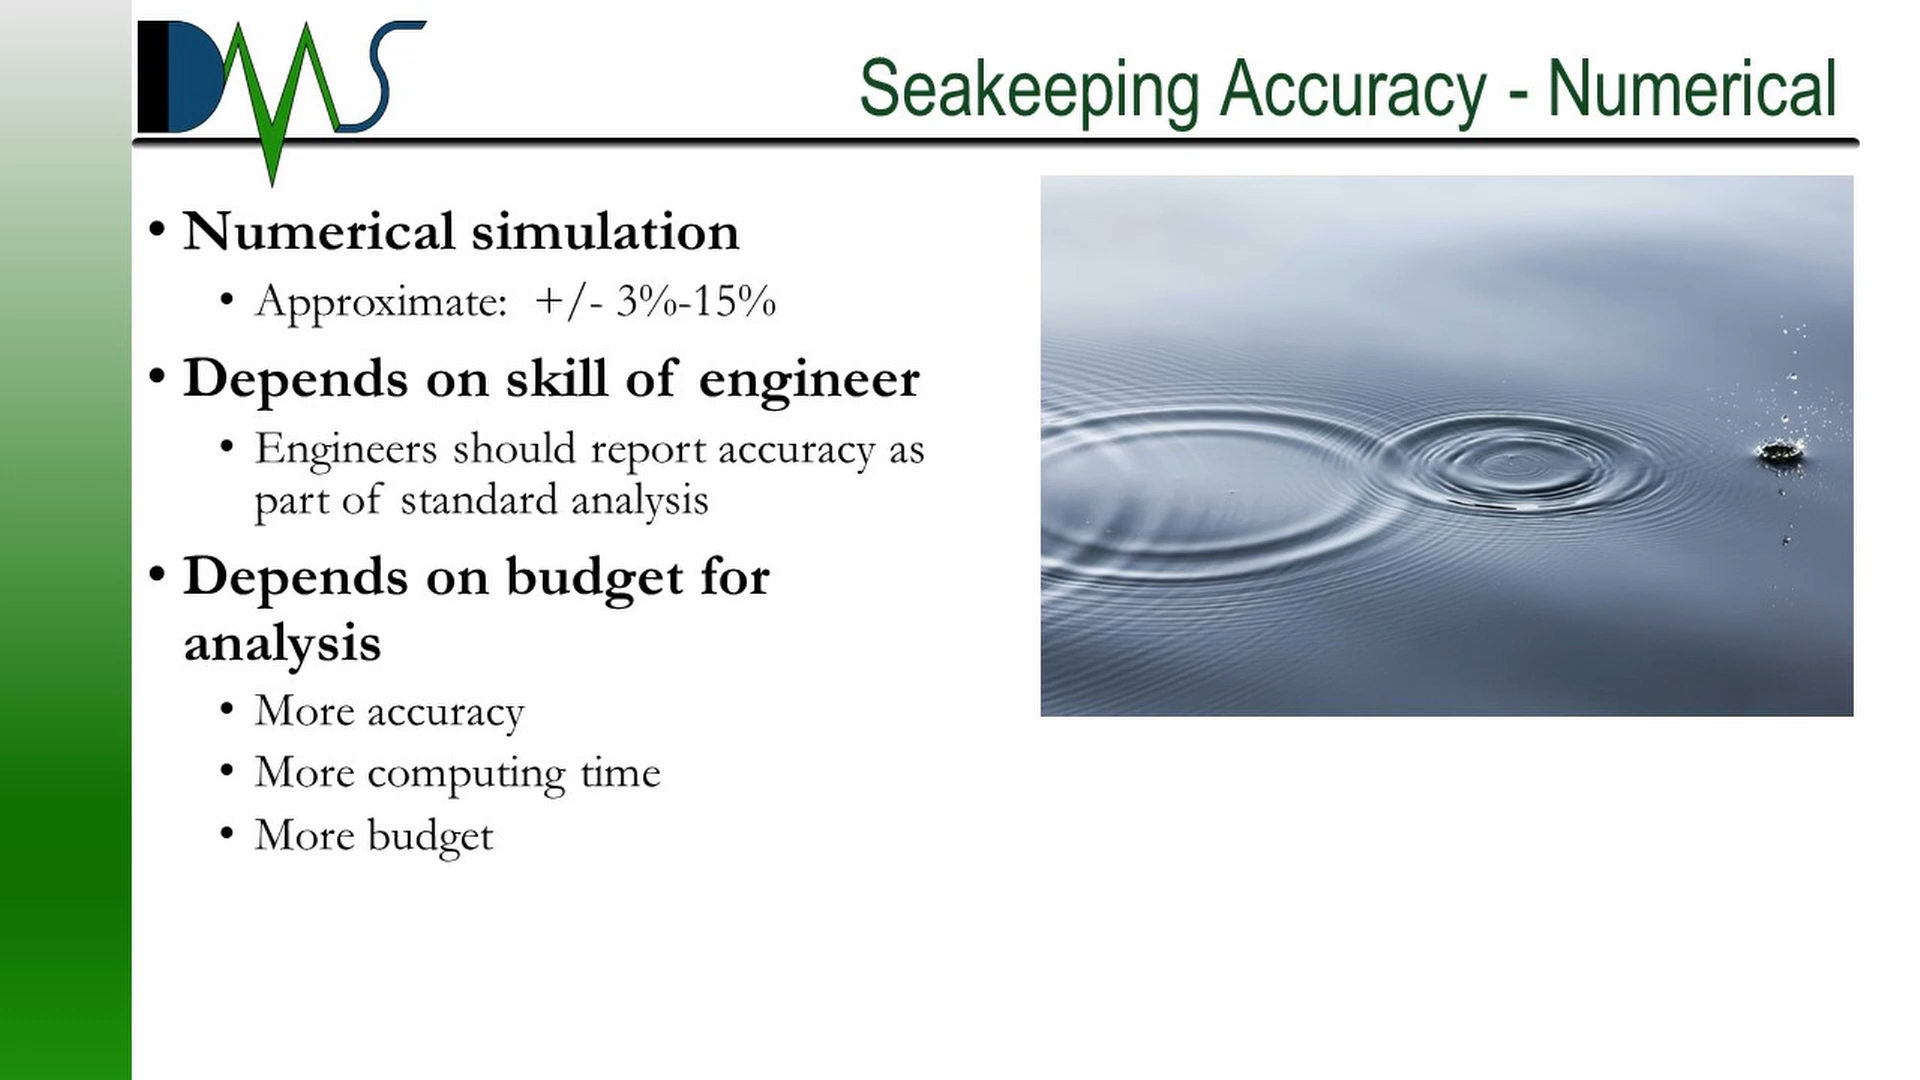 DMS
Seakeeping Accuracy - Numerical
• Numerical simulation
• Approximate: +/- 3%-15%
• Depends on skill of engineer
• Engineers should report accuracy as
part of standard analysis
• Depends on budget for
analysis
• More accuracy
• More computing time
• More budget